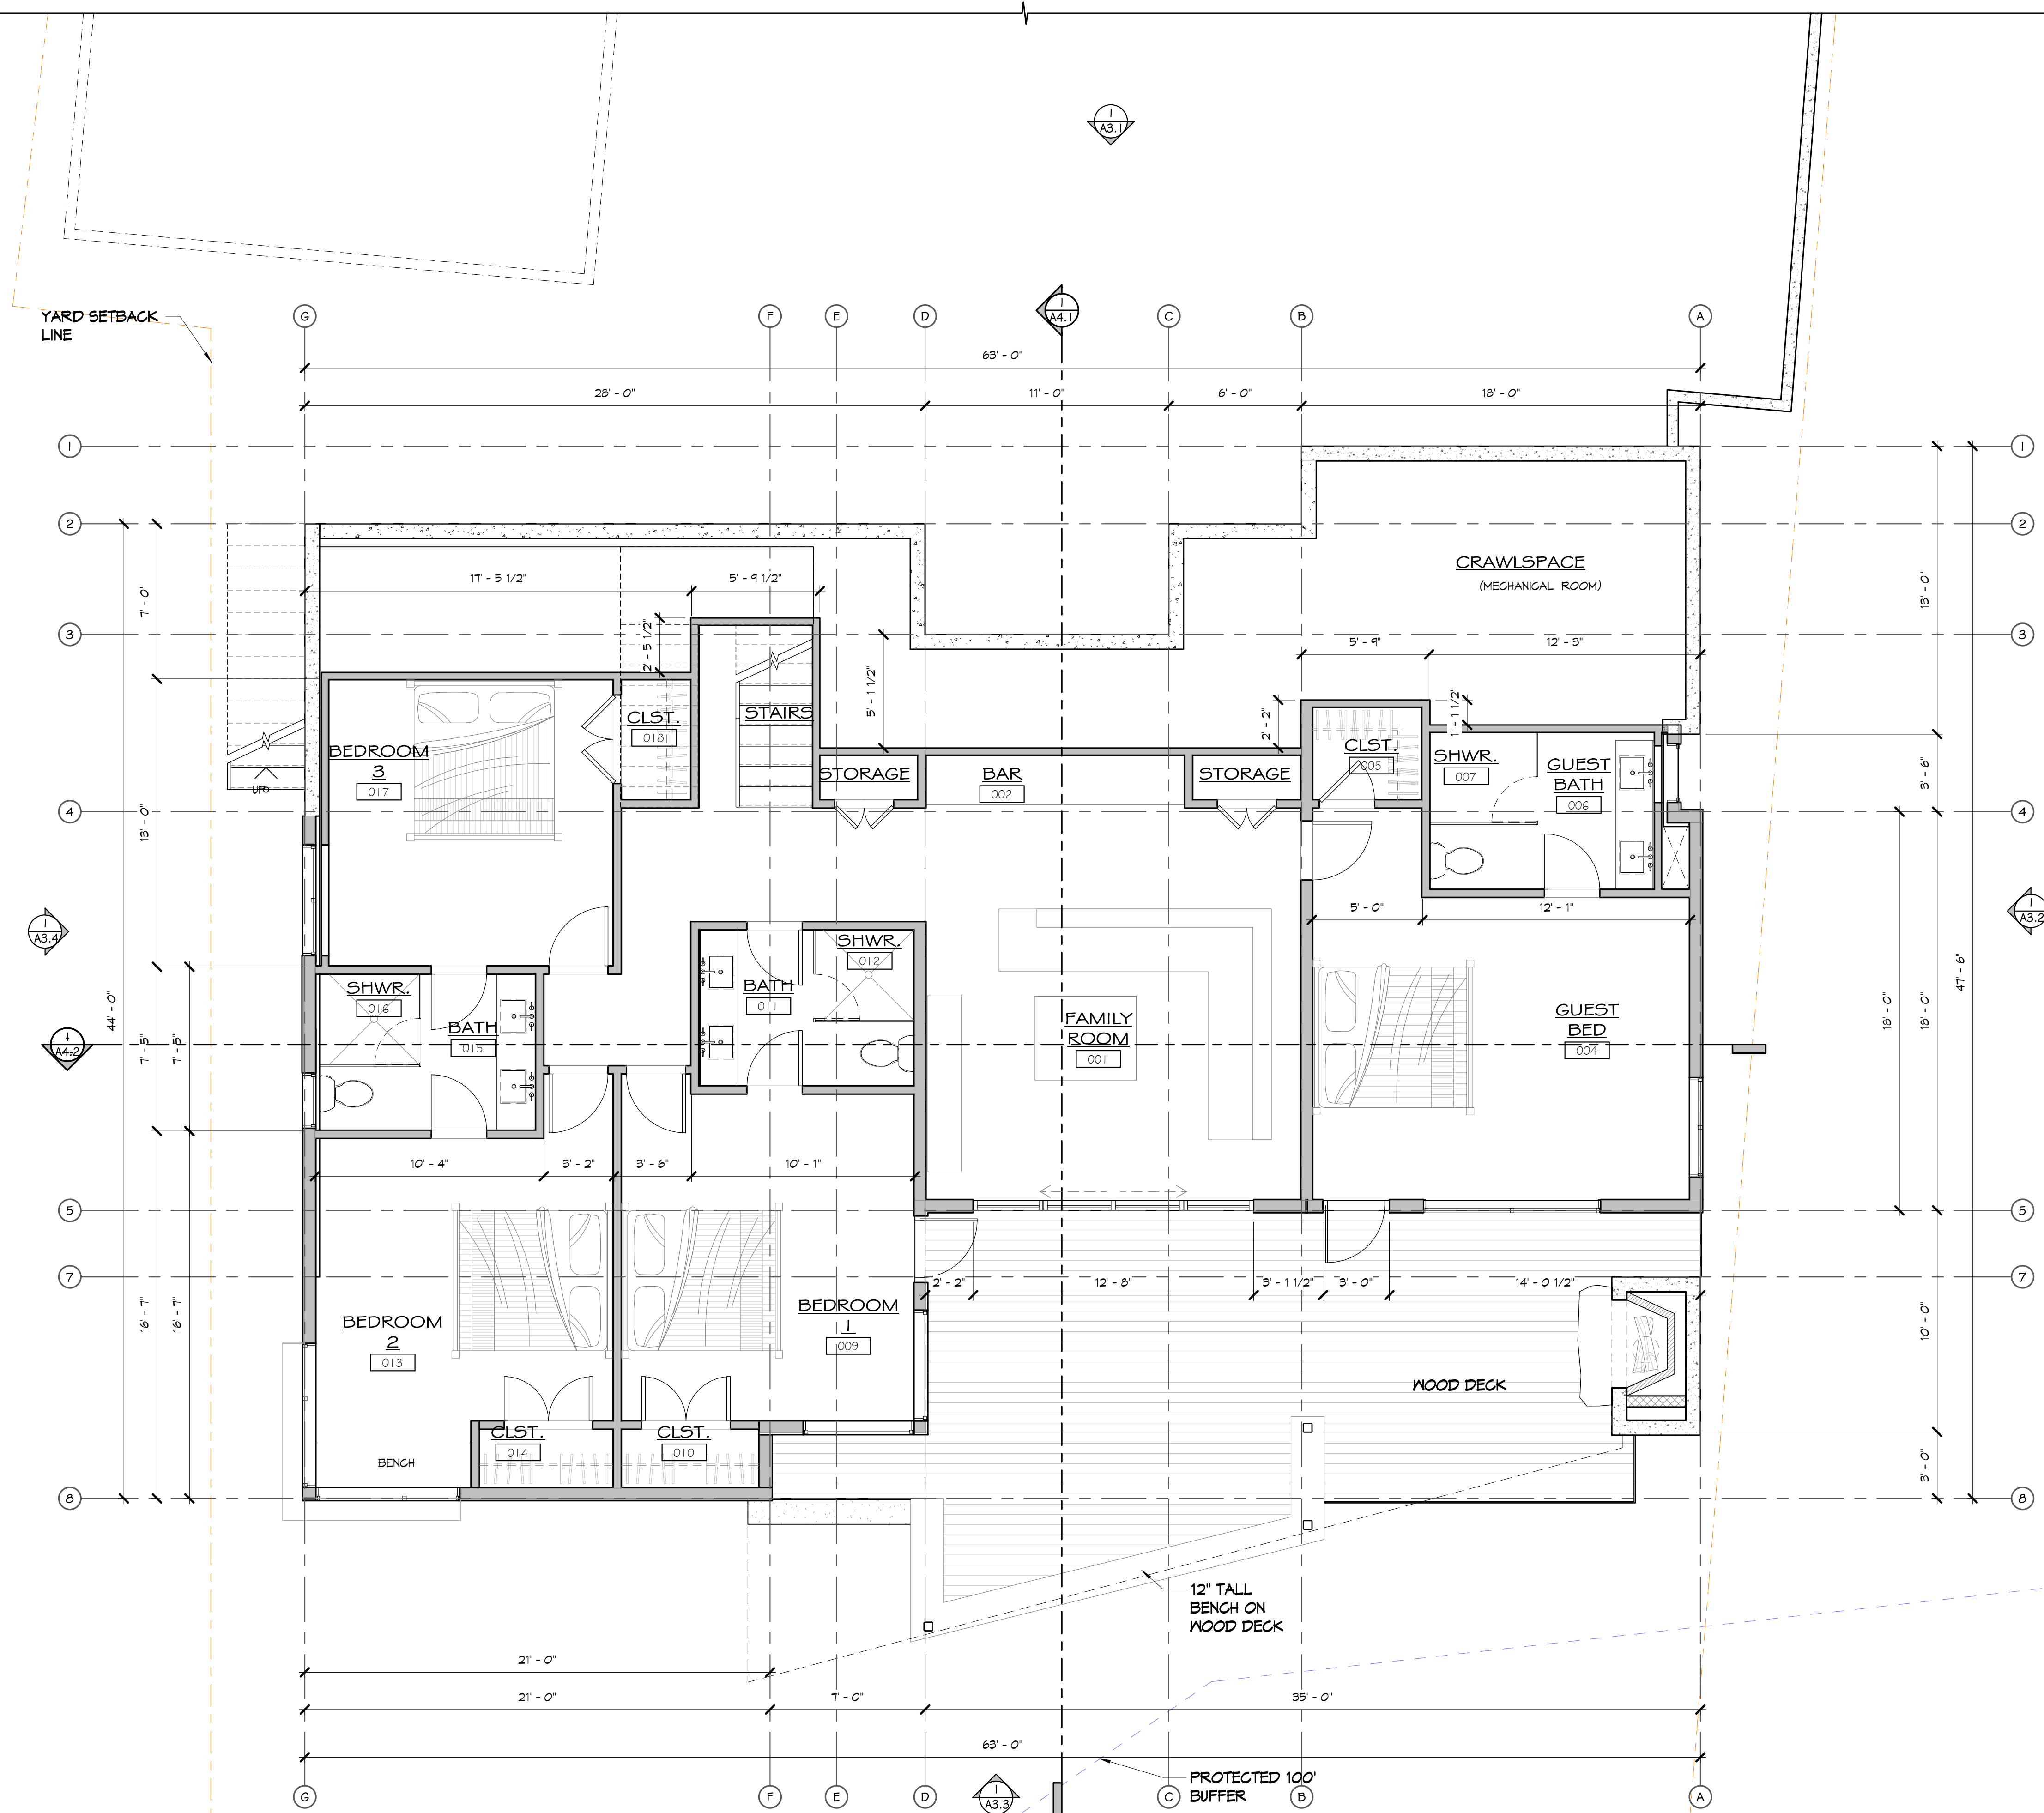 1
A3.1
YARD SETBACK
LINE
G
F
E
D
1
A4.1
C
B
A
63' - 0"
28' - 0"
11' - 0"
6' - 0"
18' - 0"
1
1
2
2
CRAWLSPACE
(MECHANICAL ROOM)
17' - 5 1/2"
5' - 9 1/2"
7' - 0"
13' - 0"
3
3
2' - 5 1/2"
5' - 1 1/2"
5' - 9"
12' - 3"
2' - 2"
1' - 1 1/2"
CLST.
018
STAIRS
BEDROOM
3
017
UP
STORAGE
BAR
002
STORAGE
CLST.
005
SHWR.
007
GUEST
BATH
006
3' - 6"
4
4
13' - 0"
1
A3.4
1
A3.2
5' - 0"
12' - 1"
SHWR.
012
BATH
011
SHWR.
016
BATH
015
FAMILY
ROOM
001
GUEST
BED
004
44' - 0"
7' - 5"
7' - 5"
18' - 0"
18' - 0"
47' - 6"
1
A4.2
10' - 4"
3' - 2"
3' - 6"
10' - 1"
5
5
7
7
2' - 2"
12' - 8"
3' - 1 1/2"
3' - 0"
14' - 0 1/2"
16' - 7"
16' - 7"
BEDROOM
2
013
BEDROOM
1
009
10' - 0"
WOOD DECK
CLST.
014
CLST.
010
BENCH
3' - 0"
8
8
12" TALL
BENCH ON
WOOD DECK
21' - 0"
21' - 0"
7' - 0"
35' - 0"
63' - 0"
PROTECTED 100'
BUFFER
G
F
E
D
1
A3.3
C
B
A